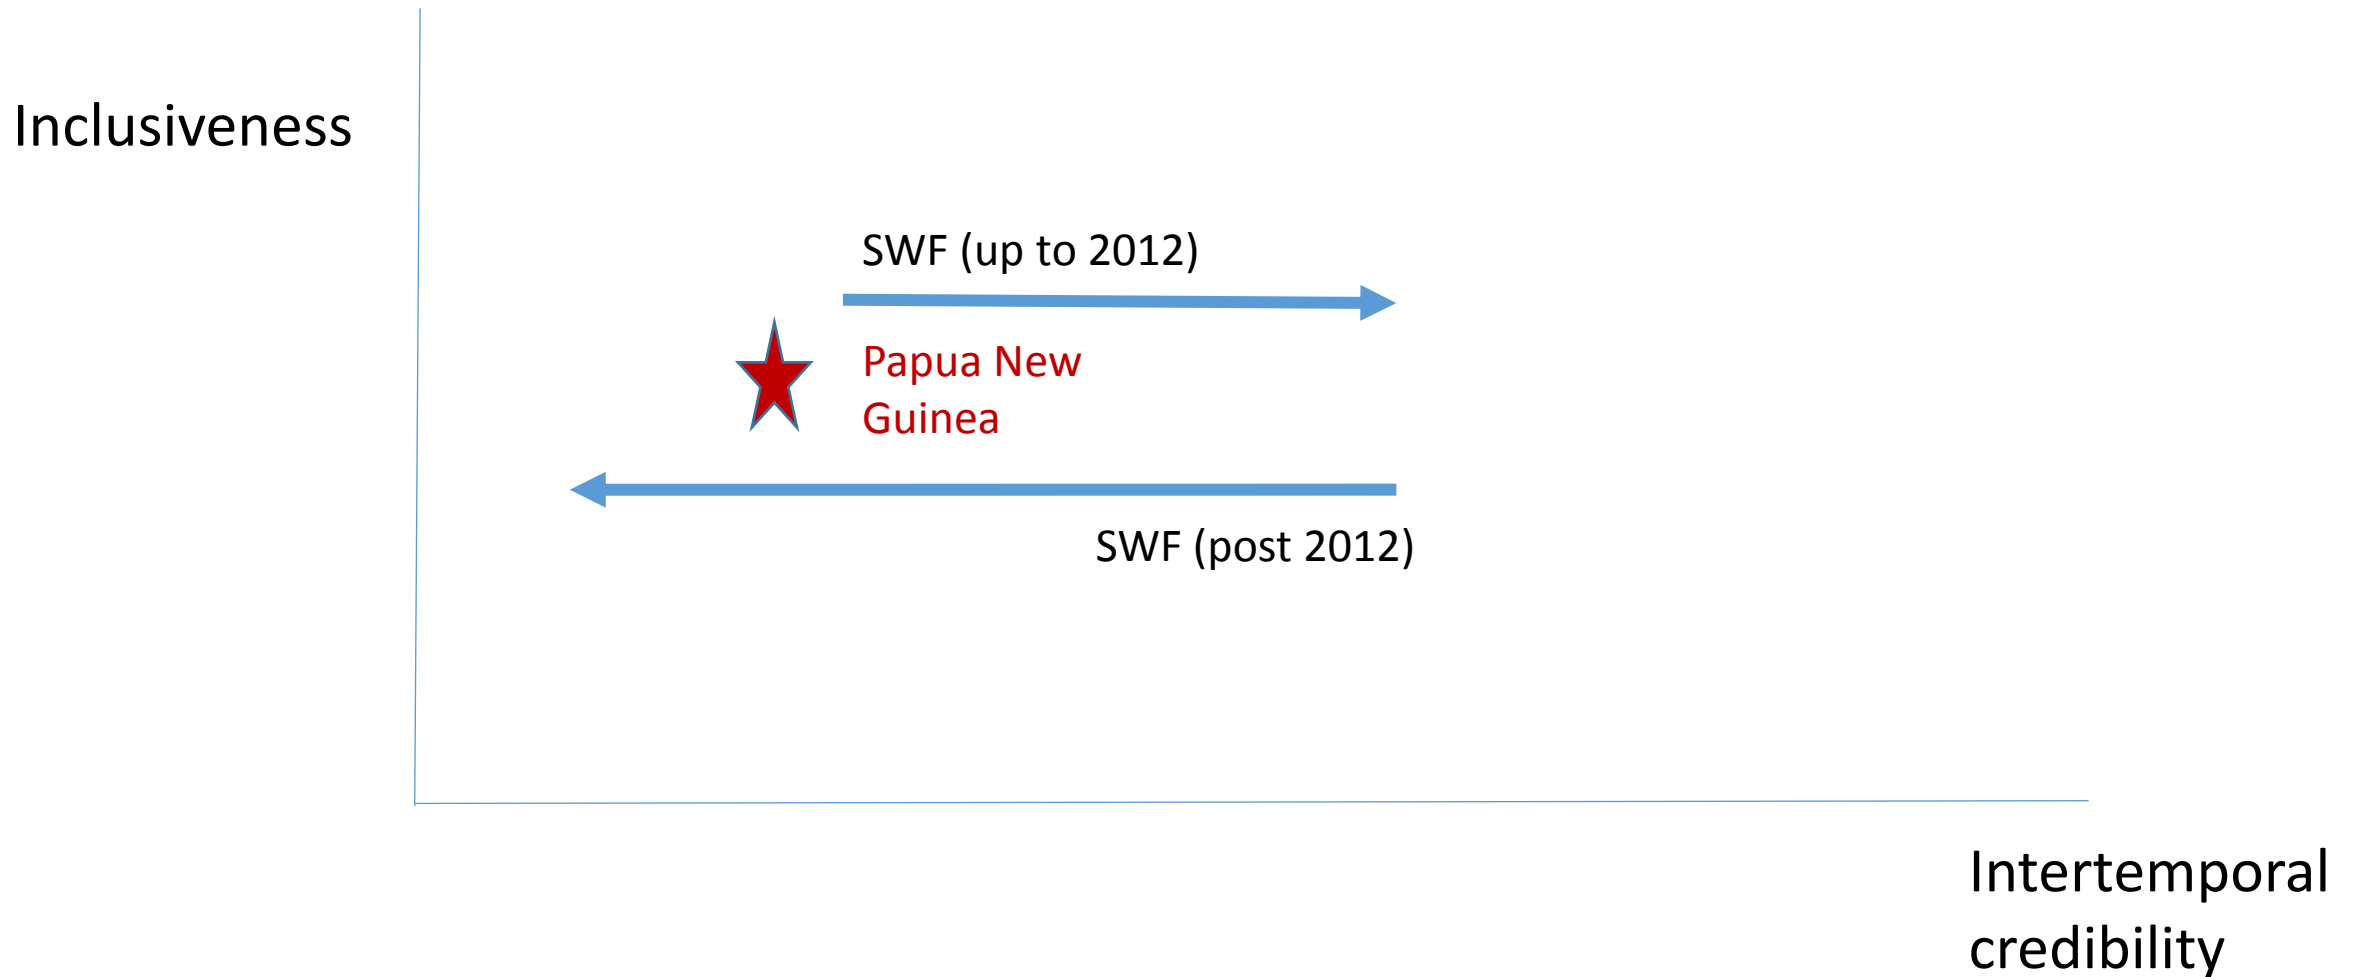 Inclusiveness
SWF (up to 2012)
Papua New
Guinea
SWF (post 2012)
Intertemporal
credibility